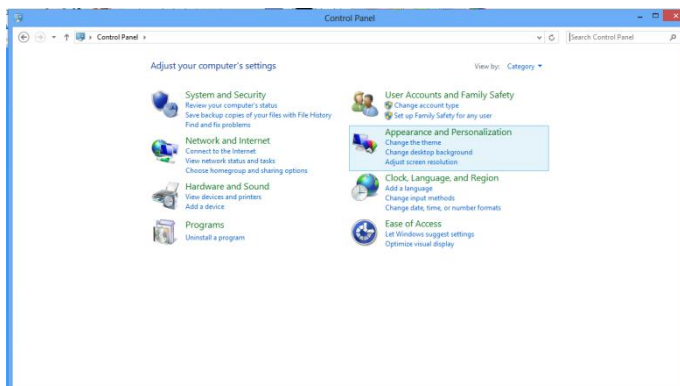 Control Panel
Control Panel
Search Control Panel
Adjust your computer's settings
View by: Category
System and Security
Review your computer's status
Save backup copies of your files with File History
Find and fix problems
Network and Internet
Connect to the Internet
View network status and tasks
Choose homegroup and sharing options
Hardware and Sound
View devices and printers
Add a device
Programs
Uninstall a program
User Accounts and Family Safety
Change account type
Set up Family Safety for any user
Appearance and Personalization
Change the theme
Change desktop background
Adjust screen resolution
Clock, Language, and Region
Add a language
Change input methods
Change date, time, or number formats
Ease of Access
Let Windows suggest settings
Optimize visual display